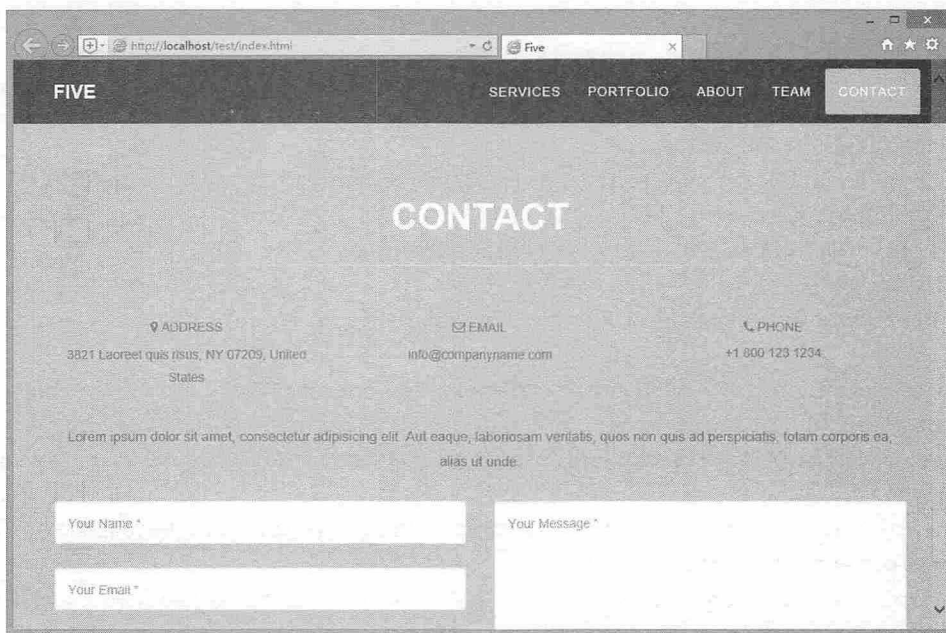 http://localhost/test/index.html
Five
FIVE SERVICES PORTFOLIO ABOUT TEAM CONTACT
CONTACT
ADDRESS
3821 Laoreet quis risus, NY 07209, United
States
EMAIL
info@companyname.com
PHONE
+1 800 123 1234
Lorem ipsum dolor sit amet, consectetur adipisicing elit. Aut eaque, laboriosam veritatis, quos non quis ad perspiciatis, totam corporis ea,
alias ut unde.
Your Name *
Your Message *
Your Email *